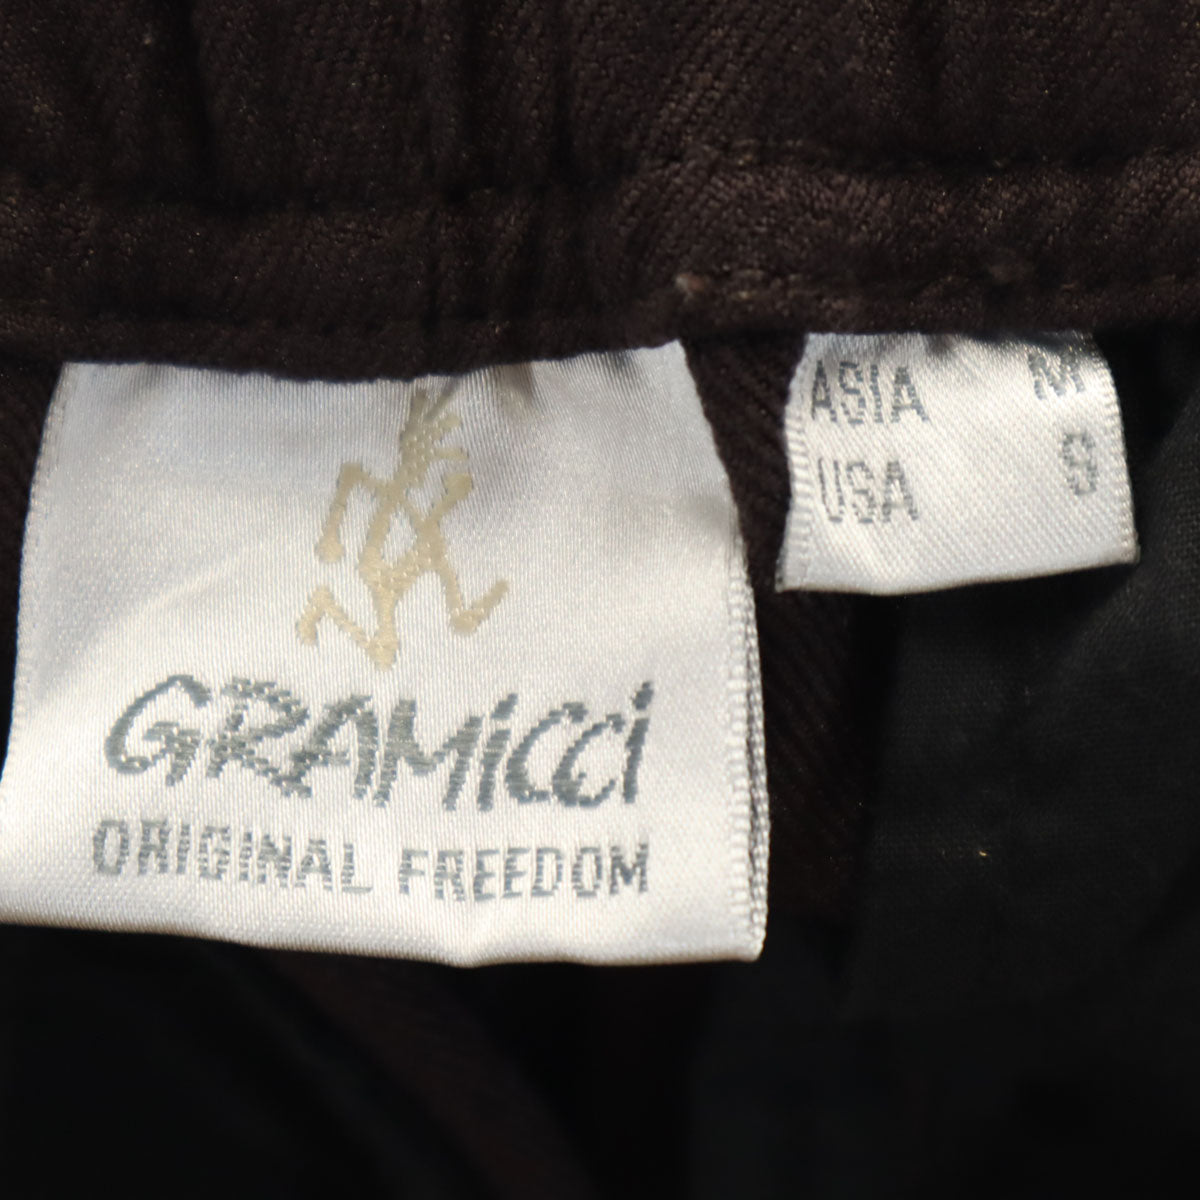 GRAMiCCi
ORIGINAL FREEDOM
ASIA M
USA S